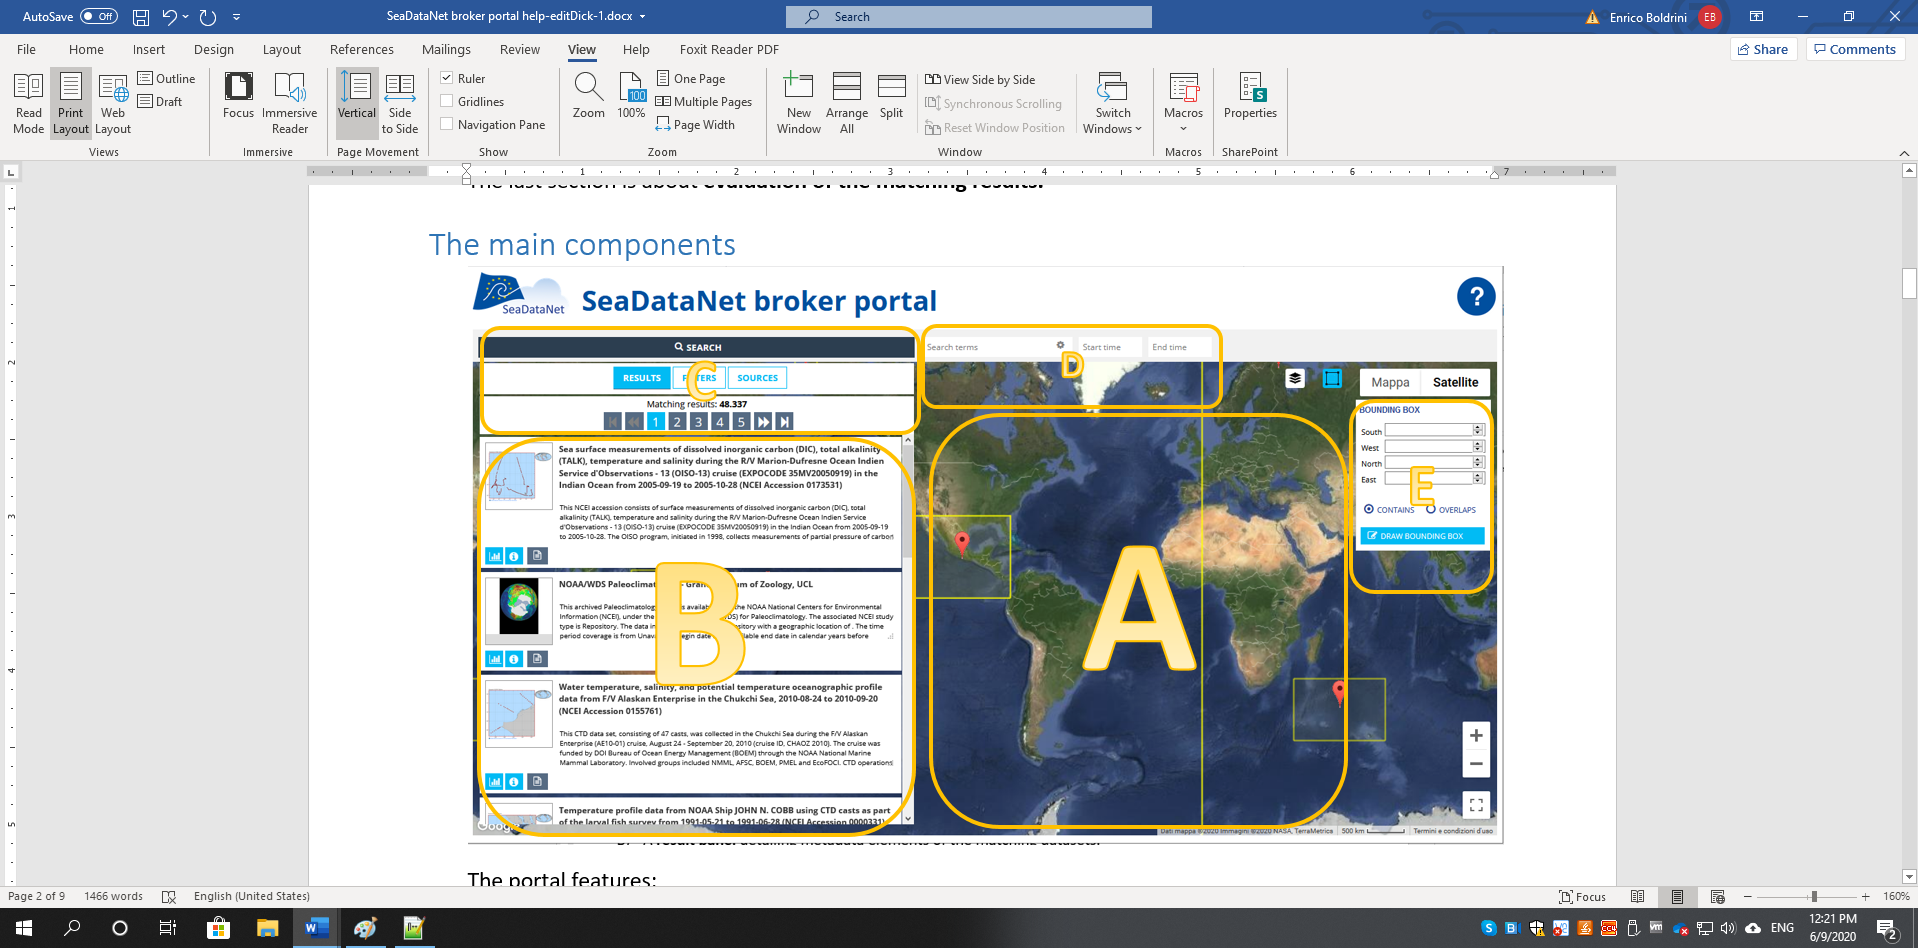 AutoSave Off
SeaDataNet broker portal help-editDick-1.docx
Search
Enrico Boldrini EB
File Home Insert Design Layout References Mailings Review View Help Foxit Reader PDF Share Comments
Read Mode
Print Layout
Web Layout
Outline
Draft
Views
Focus
Immersive Reader
Immersive
Vertical
Side to Side
Page Movement
Ruler
Gridlines
Navigation Pane
Show
Zoom
100%
One Page
Multiple Pages
Page Width
Zoom
New Window
Arrange All
Split
View Side by Side
Synchronous Scrolling
Reset Window Position
Switch Windows
Window
Macros
Macros
Properties
SharePoint
The last section is about evaluation of the matching results.
The main components
SeaDataNet
SeaDataNet broker portal
?
SEARCH
Search terms
Start time
End time
RESULTS
SOURCES
Matching results: 48.337
1 2 3 4 5
C
D
Mappa Satellite
BOUNDING BOX
South
West
North
East
E
CONTAINS OVERLAPS
DRAW BOUNDING BOX
Sea surface measurements of dissolved inorganic carbon (DIC), total alkalinity
(TALK), temperature and salinity during the R/V Marion-Dufresne Ocean Indien
Service d'Observations - 13 (OISO-13) cruise (EXPOCODE 35MV20050919) in the
Indian Ocean from 2005-09-19 to 2005-10-28 (NCEI Accession 0173531)
This NCEI accession consists of surface measurements of dissolved inorganic carbon (DIC), total
alkalinity (TALK), temperature and salinity during the R/V Marion-Dufresne Ocean Indien Service
d'Observations - 13 (OISO-13) cruise (EXPOCODE 35MV20050919) in the Indian Ocean from 2005-09-19
to 2005-10-28. The OISO program, initiated in 1998, collects measurements of partial pressure of carbon
NOAA/WDS Paleoclimat Gran m of Zoology, UCL
This archived Paleoclimatolog s availab the NOAA National Centers for Environmental
Information (NCEI), under the DS) for Paleoclimatology. The associated NCEI study
type is Repository. The data in ository with a geographic location of . The time
period coverage is from Unava egin date lable end date in calendar years before
B
A
Water temperature, salinity, and potential temperature oceanographic profile
data from F/V Alaskan Enterprise in the Chukchi Sea, 2010-08-24 to 2010-09-20
(NCEI Accession 0155761)
This CTD data set, consisting of 47 casts, was collected in the Chukchi Sea during the F/V Alaskan
Enterprise (AE10-01) cruise, August 24 - September 20, 2010 (cruise ID, CHAOZ 2010). The cruise was
funded by DOI Bureau of Ocean Energy Management (BOEM) through the NOAA National Marine
Mammal Laboratory. Involved groups included NMML, AFSC, BOEM, PMEL and EcoFOCI. CTD operations
Temperature profile data from NOAA Ship JOHN N. COBB using CTD casts as part
of the larval fish survey from 1991-05-21 to 1991-06-28 (NCEI Accession 0000331)
Google
Dati mappa ©2020 Immagini ©2020 NASA, TerraMetrics 500 km Termini e condizioni d'uso
A result panel detailing metadata elements of the matching datasets.
The portal features:
Page 2 of 9 1466 words English (United States) Focus 160%
ENG
12:21 PM
6/9/2020
2